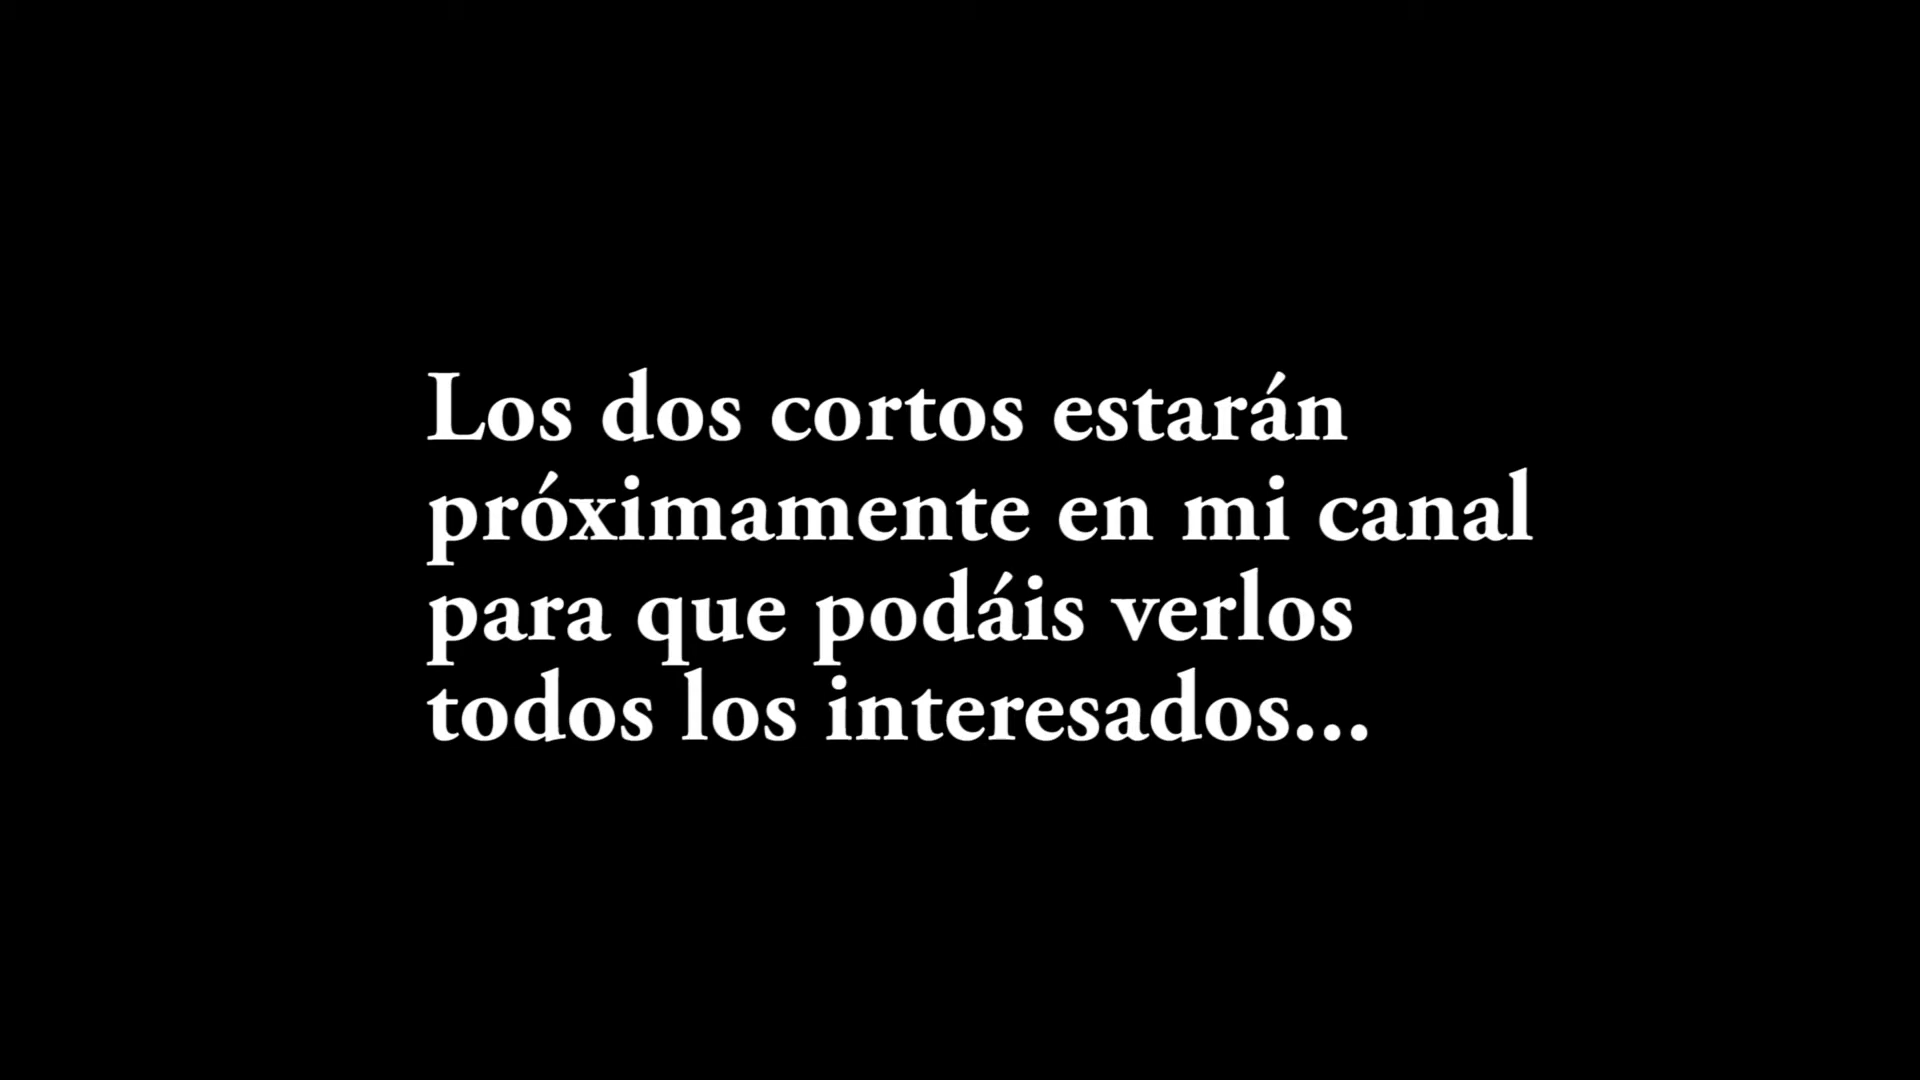 Los dos cortos estarán
próximamente en mi canal
para que podáis verlos
todos los interesados...